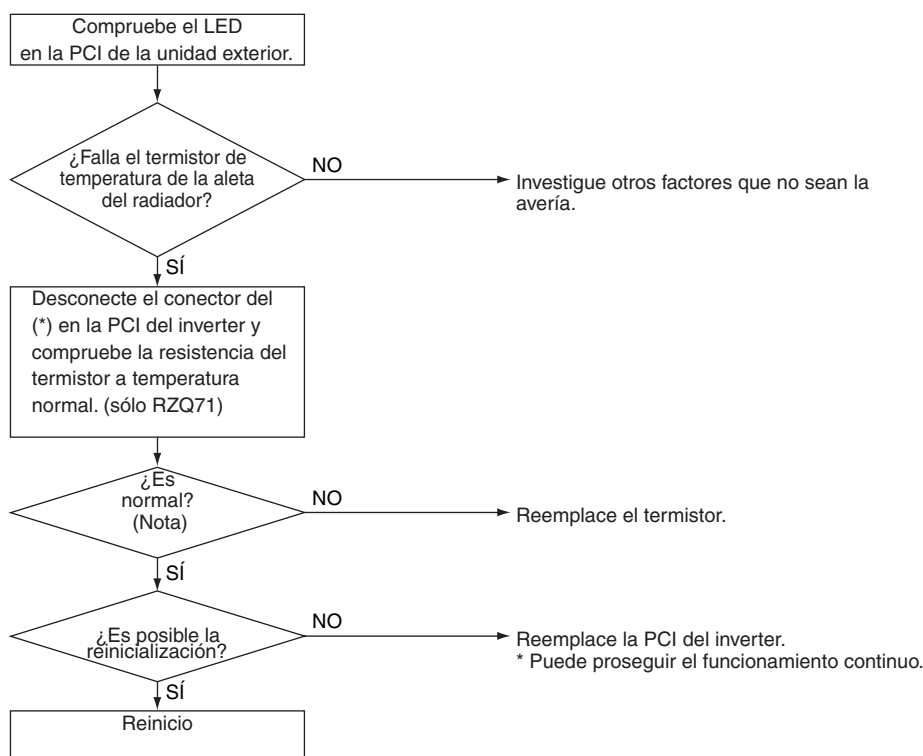 Compruebe el LED
en la PCI de la unidad exterior.
¿Falla el termistor de
temperatura de la aleta
del radiador?
NO
Investigue otros factores que no sean la
avería.
SÍ
Desconecte el conector del
(*) en la PCI del inverter y
compruebe la resistencia del
termistor a temperatura
normal. (sólo RZQ71)
¿Es
normal?
(Nota)
NO
Reemplace el termistor.
SÍ
¿Es posible la
reinicialización?
NO
Reemplace la PCI del inverter.
* Puede proseguir el funcionamiento continuo.
SÍ
Reinicio